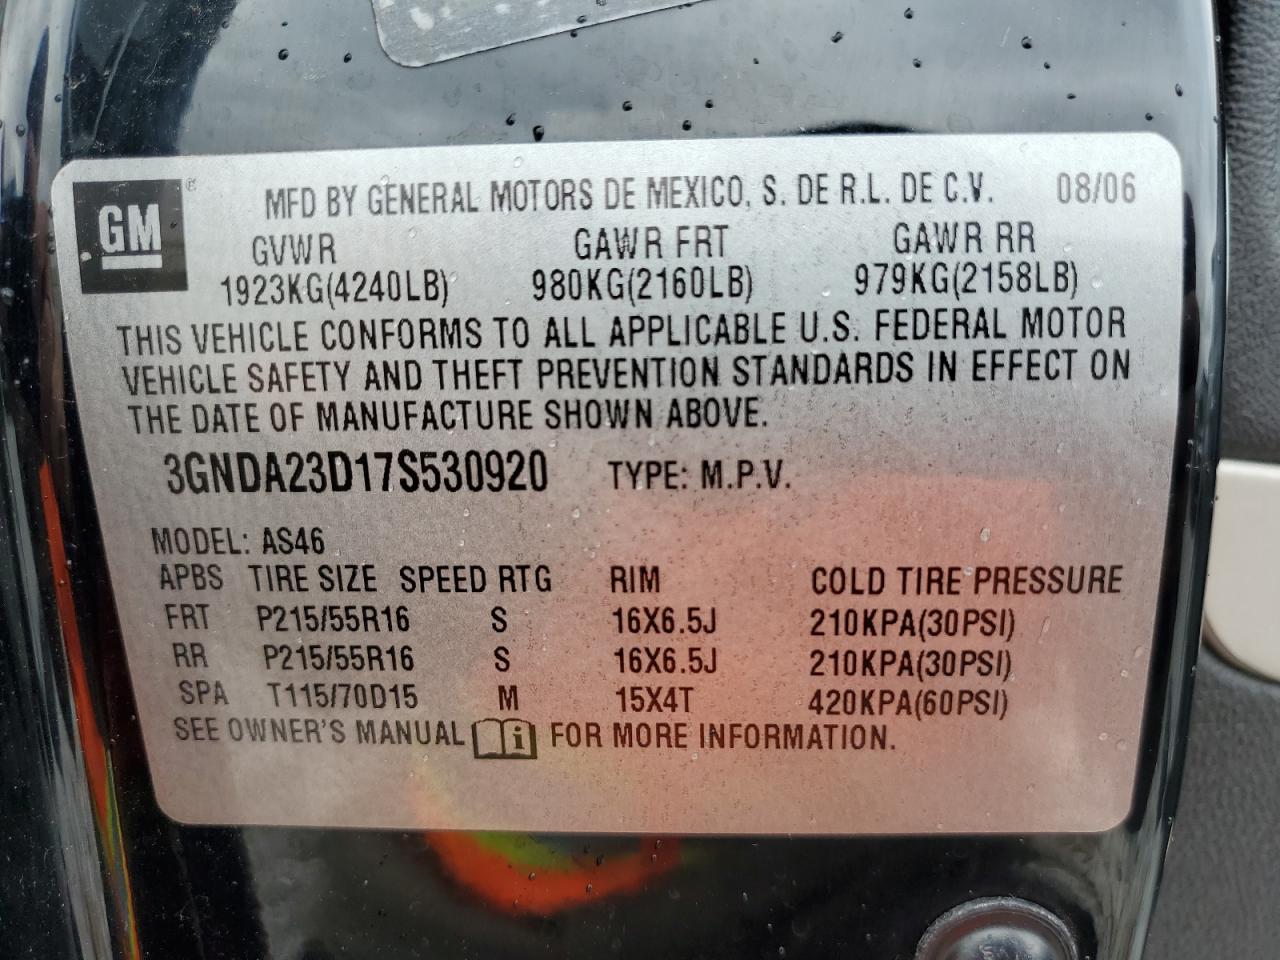 GM®
MFD BY GENERAL MOTORS DE MEXICO, S. DE R.L. DE C.V. 08/06
GVWR GAWR FRT GAWR RR
1923KG(4240LB) 980KG(2160LB) 979KG(2158LB)
THIS VEHICLE CONFORMS TO ALL APPLICABLE U.S. FEDERAL MOTOR
VEHICLE SAFETY AND THEFT PREVENTION STANDARDS IN EFFECT ON
THE DATE OF MANUFACTURE SHOWN ABOVE.
3GNDA23D17S530920 TYPE: M.P.V.
MODEL: AS46
APBS TIRE SIZE SPEED RTG RIM COLD TIRE PRESSURE
FRT P215/55R16 S 16X6.5J 210KPA(30PSI)
RR P215/55R16 S 16X6.5J 210KPA(30PSI)
SPA T115/70D15 M 15X4T 420KPA(60PSI)
SEE OWNER'S MANUAL i FOR MORE INFORMATION.